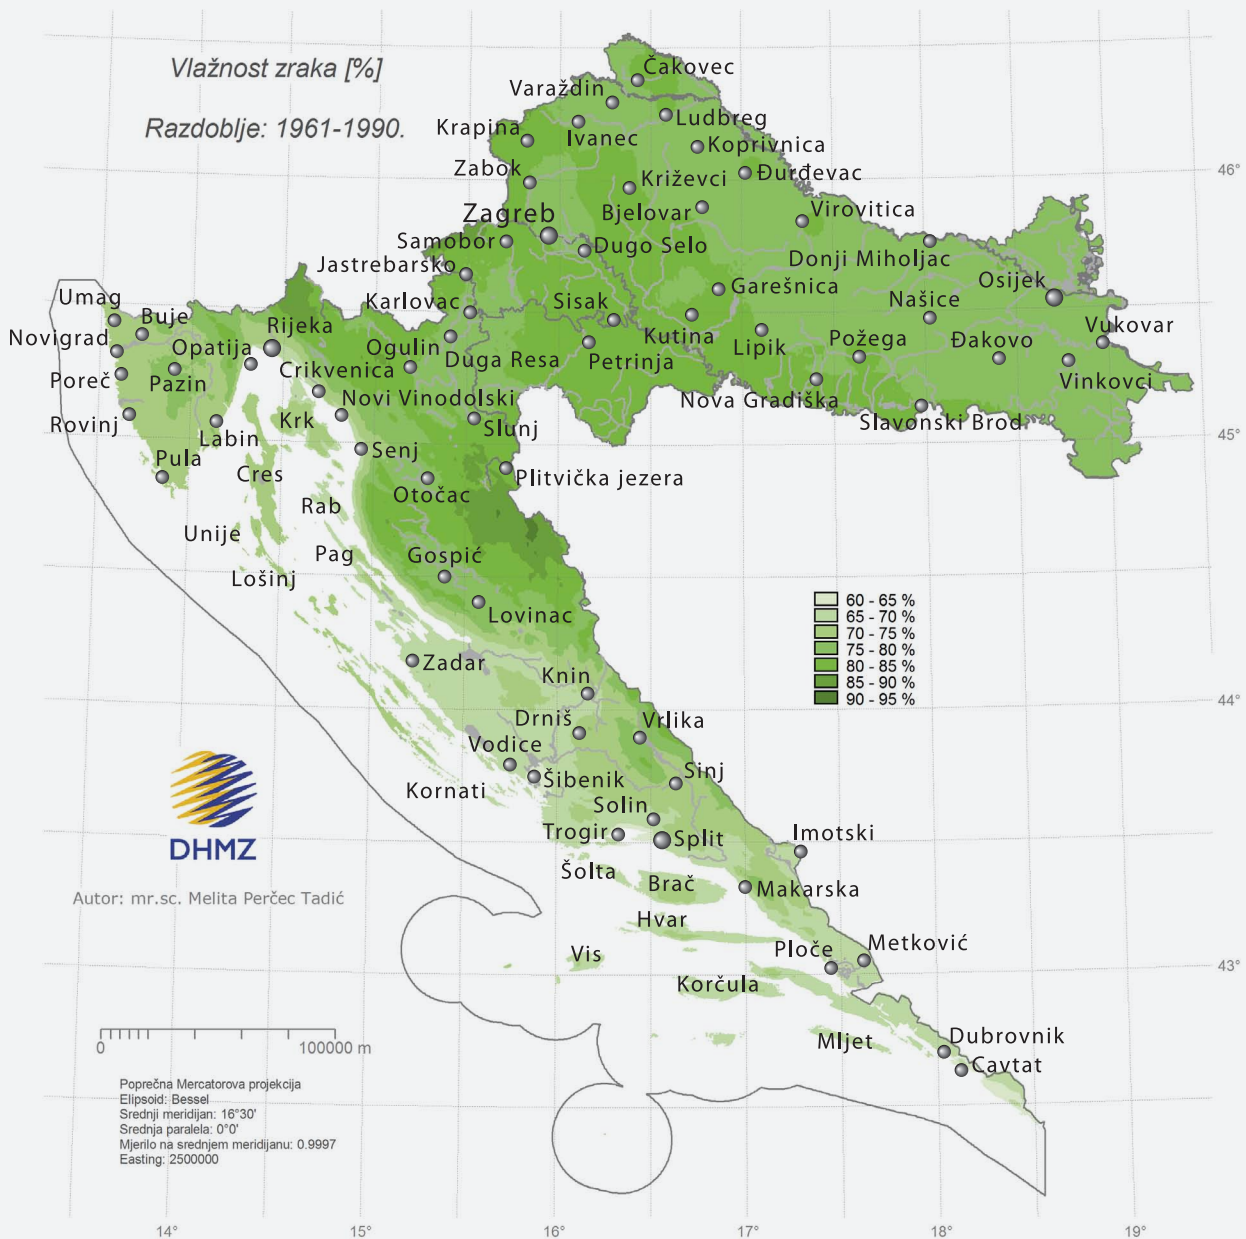 Vlažnost zraka [%]
Razdoblje: 1961-1990.
Čakovec
Varaždin
Ludbreg
Krapina
Ivanec
Koprivnica
Zabok
Križevci
Đurđevac
Zagreb
Bjelovar
Virovitica
Samobor
Dugo Selo
Donji Miholjac
Jastrebarsko
Garešnica
Osijek
Umag
Karlovac
Sisak
Našice
Buje
Rijeka
Vukovar
Novigrad
Opatija
Ogulin
Duga Resa
Petrinja
Kutina
Lipik
Požega
Đakovo
Poreč
Pazin
Crikvenica
Vinkovci
Novi Vinodolski
Nova Gradiška
Rovinj
Labin
Krk
Slunj
Slavonski Brod
Pula
Senj
Cres
Otočac
Plitvička jezera
Rab
Unije
Pag
Gospić
Lošinj
Lovinac
Zadar
Knin
Drniš
Vrlika
Vodice
Šibenik
Sinj
Kornati
Solin
Trogir
Split
Imotski
Šolta
Brač
Makarska
Hvar
Vis
Ploče
Metković
Korčula
Mljet
Dubrovnik
Cavtat
60 - 65 %
65 - 70 %
70 - 75 %
75 - 80 %
80 - 85 %
85 - 90 %
90 - 95 %
46°
45°
44°
43°
DHMZ
Autor: mr.sc. Melita Perčec Tadić
0 100000 m
Poprečna Mercatorova projekcija
Elipsoid: Bessel
Srednji meridijan: 16°30'
Srednja paralela: 0°0'
Mjerilo na srednjem meridijanu: 0.9997
Easting: 2500000
14° 15° 16° 17° 18° 19°